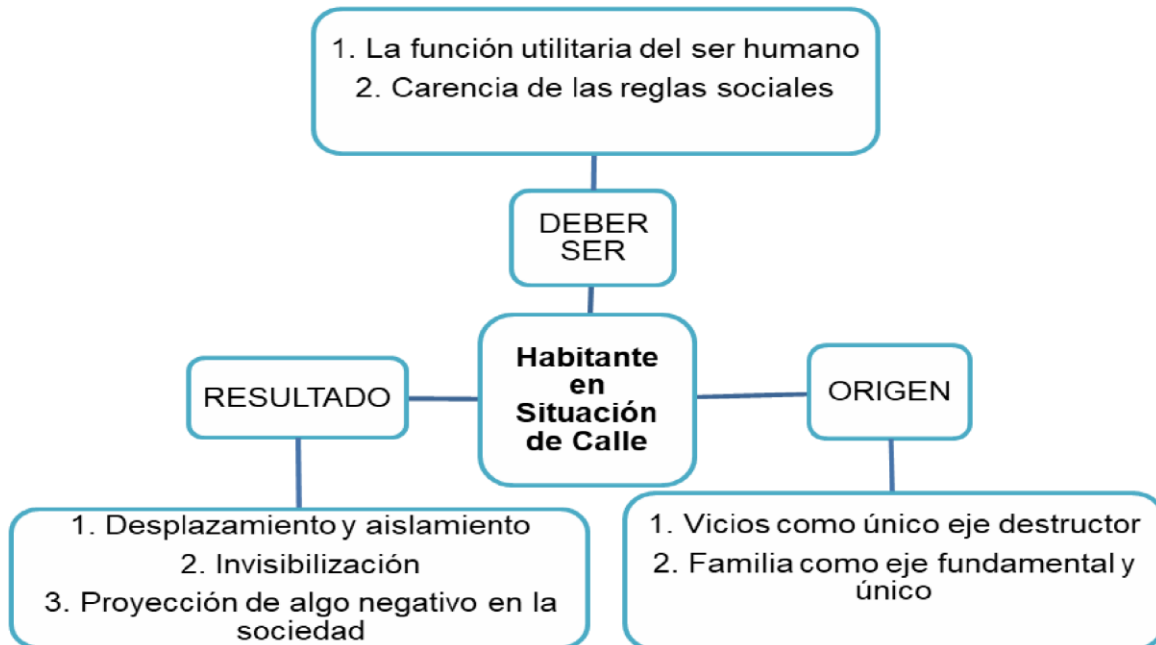 1. La función utilitaria del ser humano
2. Carencia de las reglas sociales
DEBER
SER
Habitante
en
Situación
de Calle
RESULTADO
ORIGEN
1. Desplazamiento y aislamiento
2. Invisibilización
3. Proyección de algo negativo en la
sociedad
1. Vicios como único eje destructor
2. Familia como eje fundamental y
único